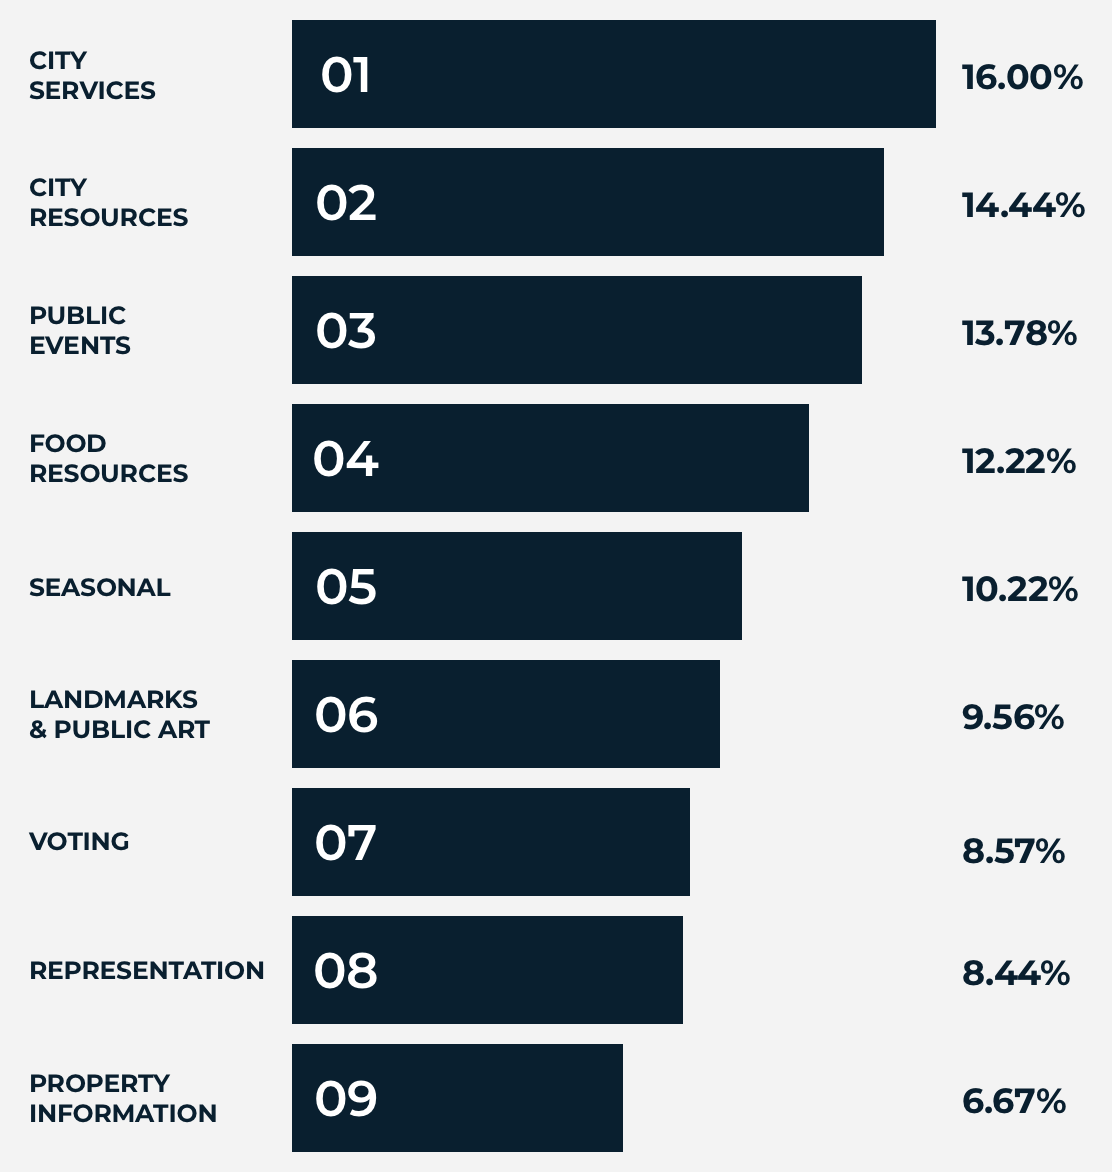 CITY
SERVICES
01
16.00%
CITY
RESOURCES
02
14.44%
PUBLIC
EVENTS
03
13.78%
FOOD
RESOURCES
04
12.22%
SEASONAL
05
10.22%
LANDMARKS
& PUBLIC ART
06
9.56%
VOTING
07
8.57%
REPRESENTATION
08
8.44%
PROPERTY
INFORMATION
09
6.67%